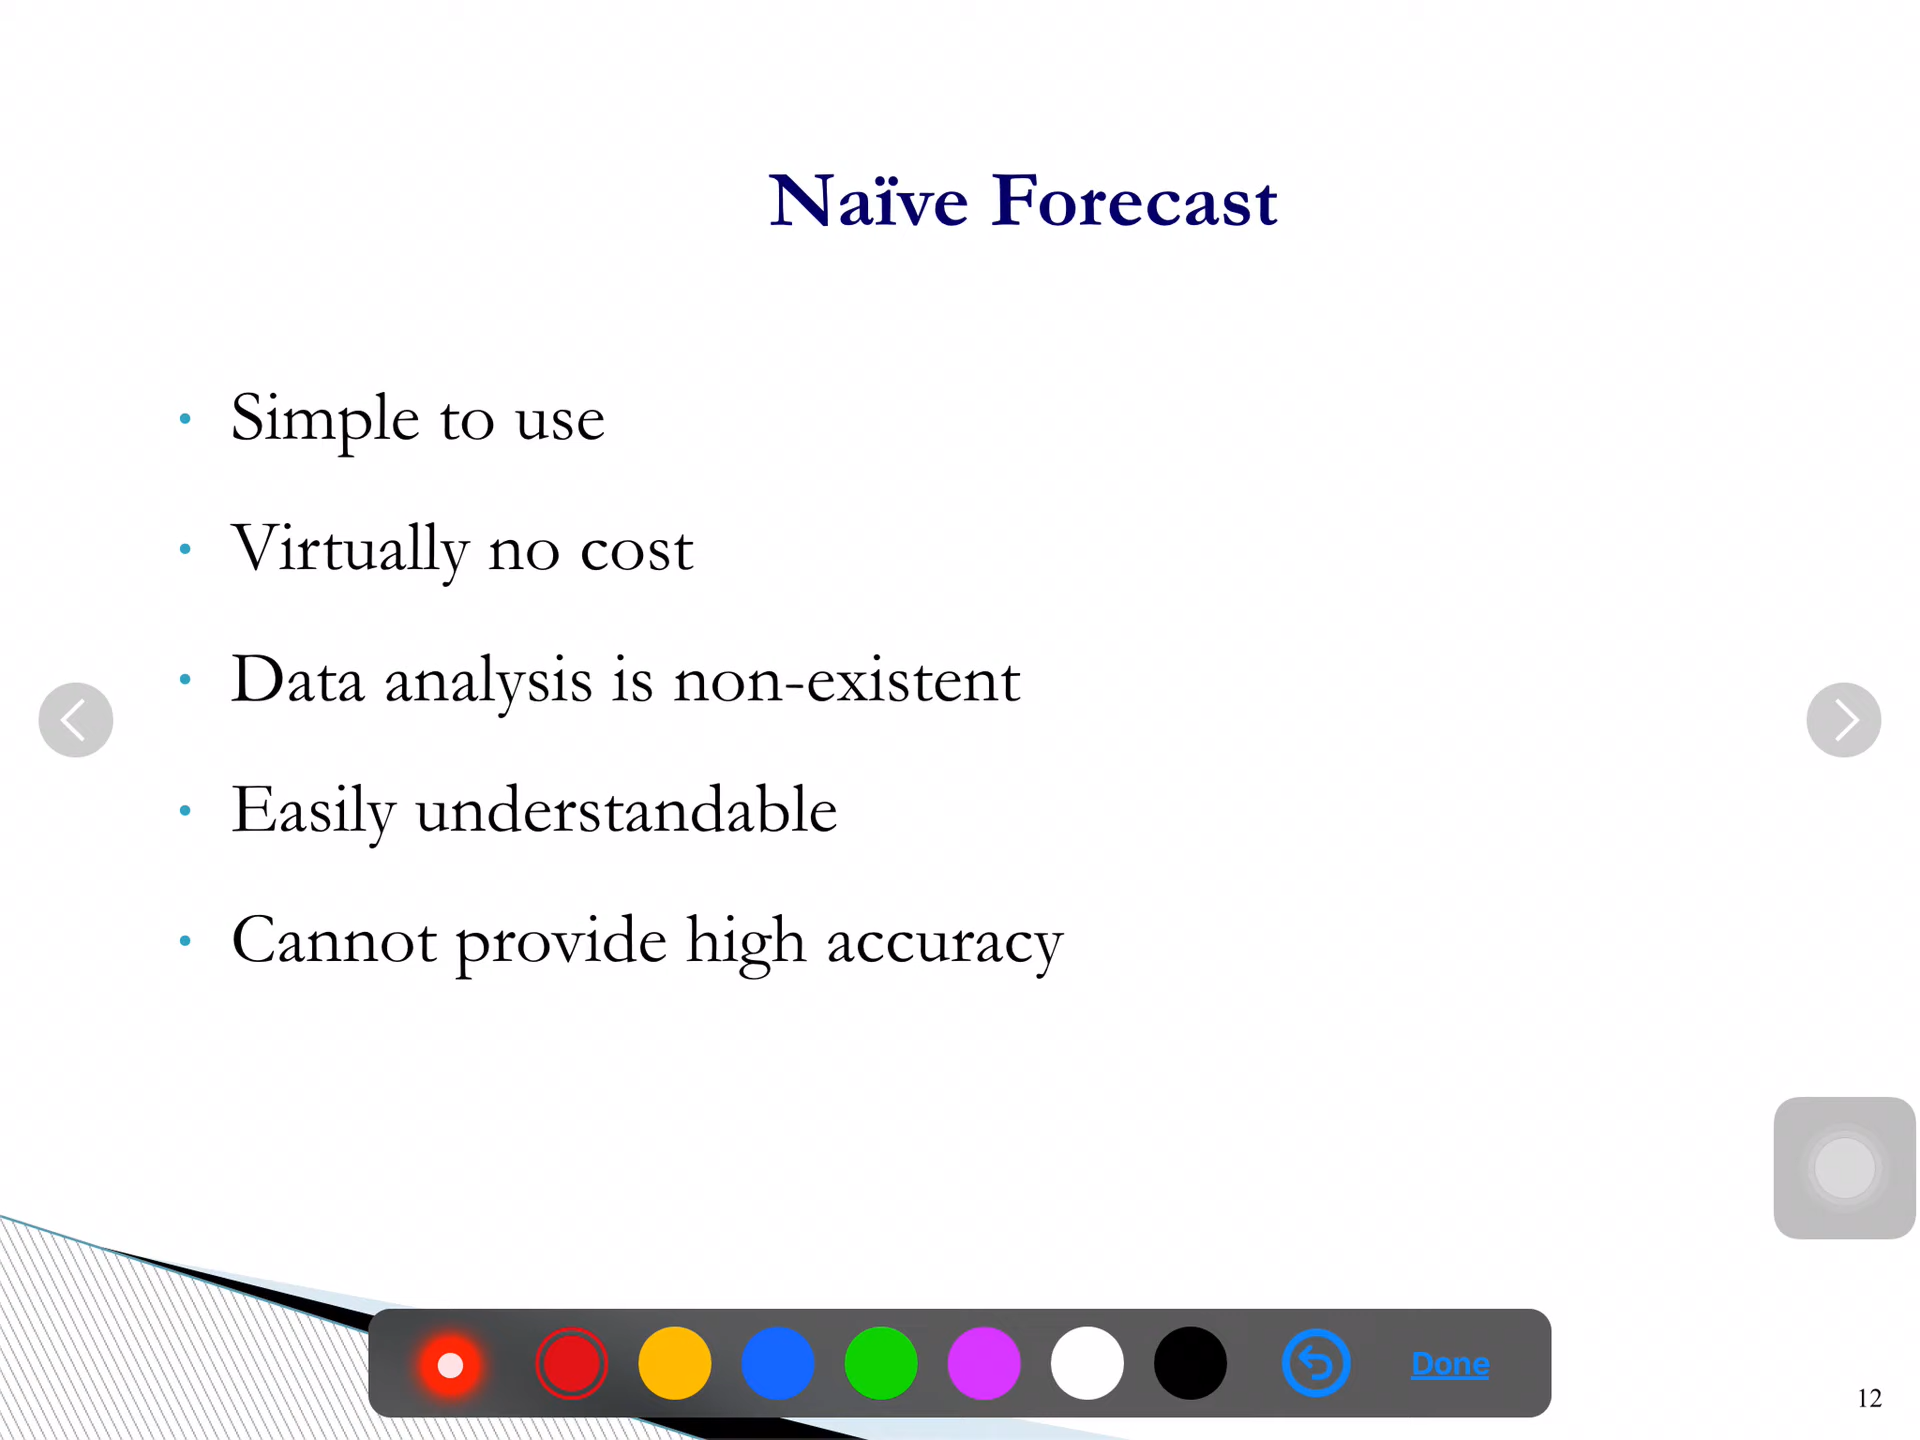 Naïve Forecast
• Simple to use
• Virtually no cost
• Data analysis is non-existent
• Easily understandable
• Cannot provide high accuracy
Done
12